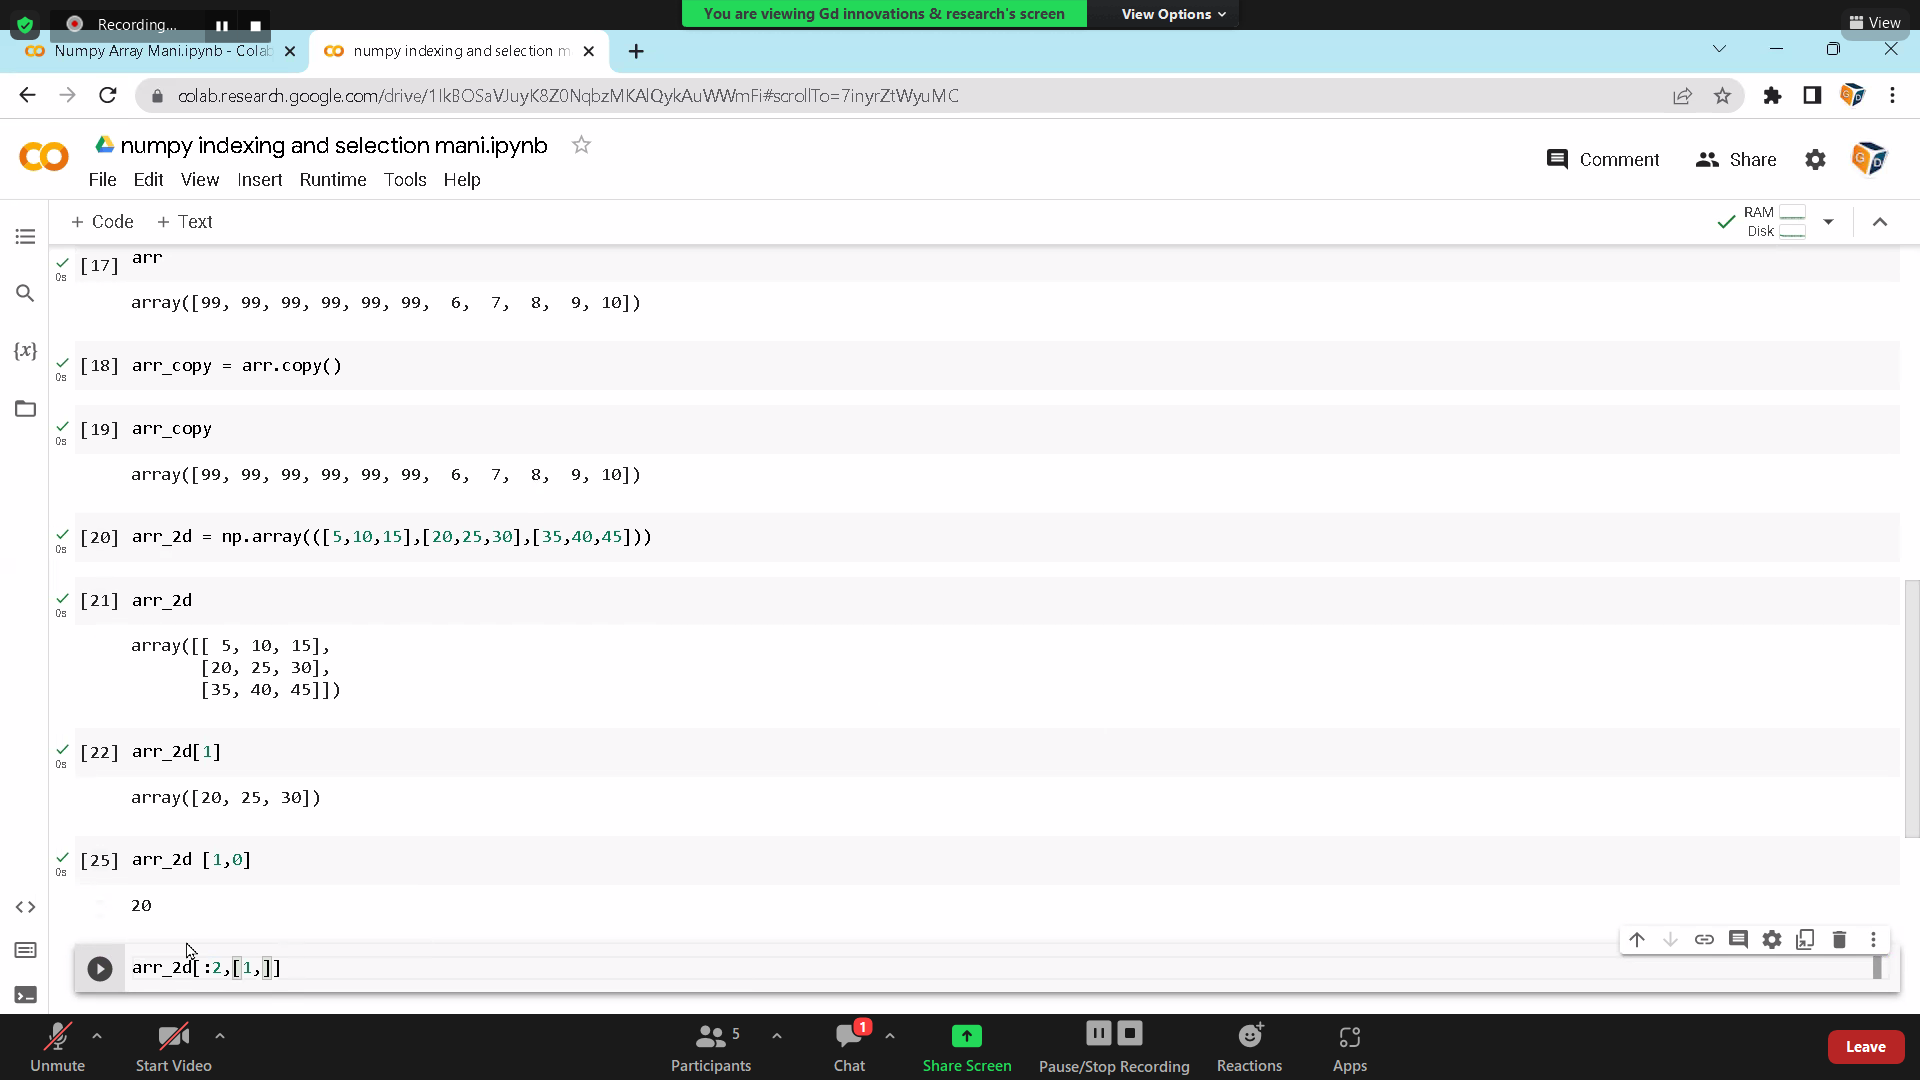 Recording...
You are viewing Gd innovations & research's screen
View Options
View
Numpy Array Mani.ipynb - Colab
numpy indexing and selection m
colab.research.google.com/drive/1IkBOSaVJuyK8Z0NqbzMKAlQykAuWWmFi#scrollTo=7inyrZtWyuMC
numpy indexing and selection mani.ipynb
Comment
Share
File Edit View Insert Runtime Tools Help
+ Code + Text
RAM
Disk
[17] arr
0s
array([99, 99, 99, 99, 99, 99, 6, 7, 8, 9, 10])
[18] arr_copy = arr.copy()
0s
[19] arr_copy
0s
array([99, 99, 99, 99, 99, 99, 6, 7, 8, 9, 10])
[20] arr_2d = np.array(([5,10,15],[20,25,30],[35,40,45]))
0s
[21] arr_2d
0s
array([[ 5, 10, 15],
[20, 25, 30],
[35, 40, 45]])
[22] arr_2d[1]
0s
array([20, 25, 30])
[25] arr_2d [1,0]
0s
20
arr_2d[:2,[1,]]
{x}
Unmute
Start Video
5
Participants
1
Chat
Share Screen
Pause/Stop Recording
Reactions
Apps
Leave